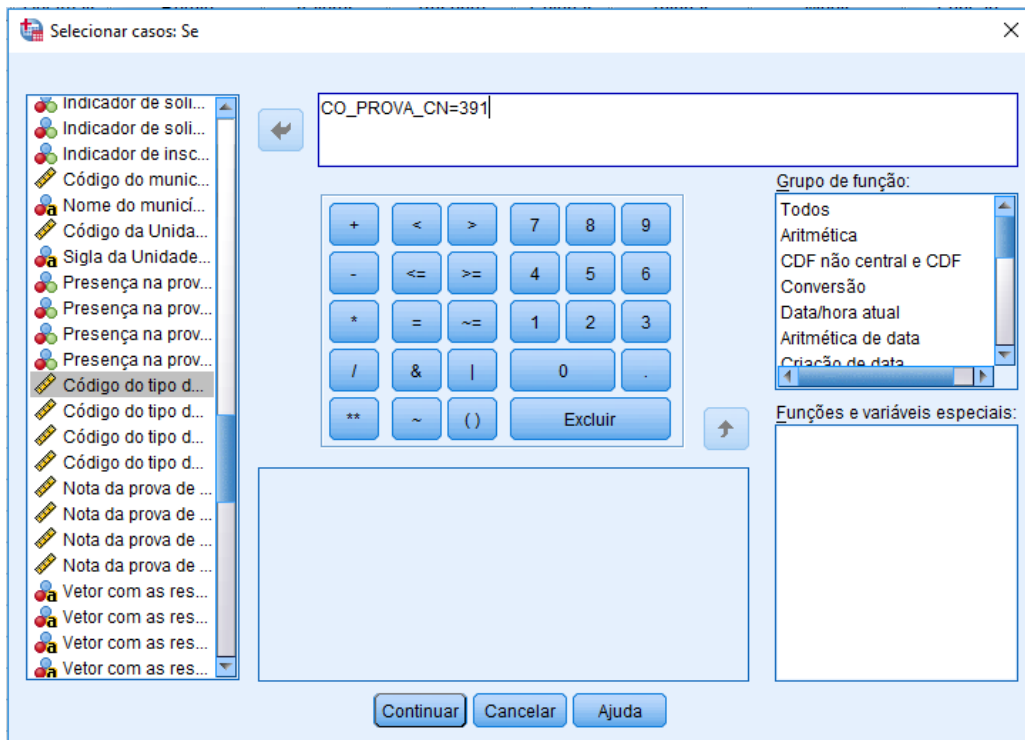 Selecionar casos: Se
Indicador de soli...
Indicador de soli...
Indicador de insc...
Código do munic...
Nome do municí...
Código da Unida...
Sigla da Unidade...
Presença na prov...
Presença na prov...
Presença na prov...
Presença na prov...
Código do tipo d...
Código do tipo d...
Código do tipo d...
Código do tipo d...
Nota da prova de ...
Nota da prova de ...
Nota da prova de ...
Nota da prova de ...
Vetor com as res...
Vetor com as res...
Vetor com as res...
Vetor com as res...
CO_PROVA_CN=391
+ < > 7 8 9
- <= >= 4 5 6
* = ~= 1 2 3
/ & | 0 .
** ~ ( ) Excluir
Grupo de função:
Todos
Aritmética
CDF não central e CDF
Conversão
Data/hora atual
Aritmética de data
Criação de data
Funções e variáveis especiais:
Continuar Cancelar Ajuda